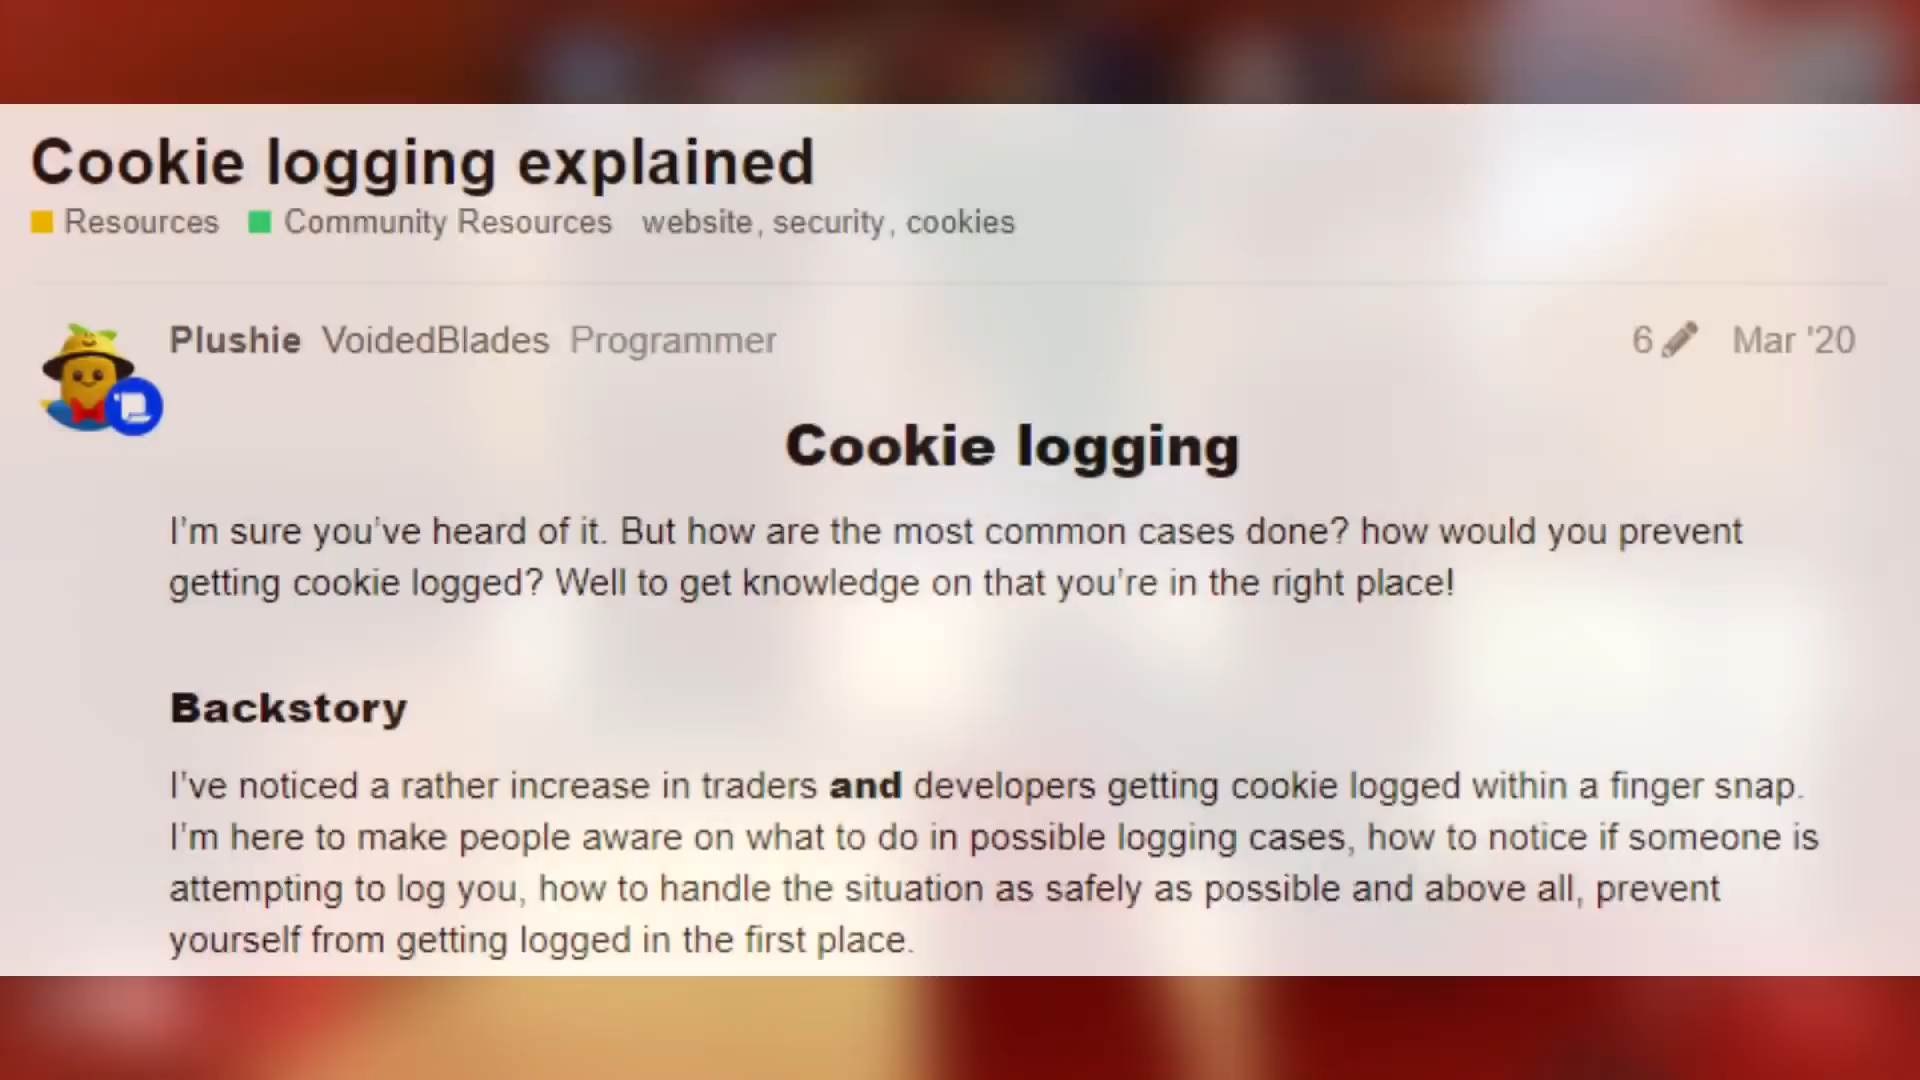 Cookie logging explained
Resources Community Resources website, security, cookies
Plushie VoidedBlades Programmer 6 Mar '20
Cookie logging
I'm sure you've heard of it. But how are the most common cases done? how would you prevent
getting cookie logged? Well to get knowledge on that you're in the right place!
Backstory
I've noticed a rather increase in traders and developers getting cookie logged within a finger snap.
I'm here to make people aware on what to do in possible logging cases, how to notice if someone is
attempting to log you, how to handle the situation as safely as possible and above all, prevent
yourself from getting logged in the first place.